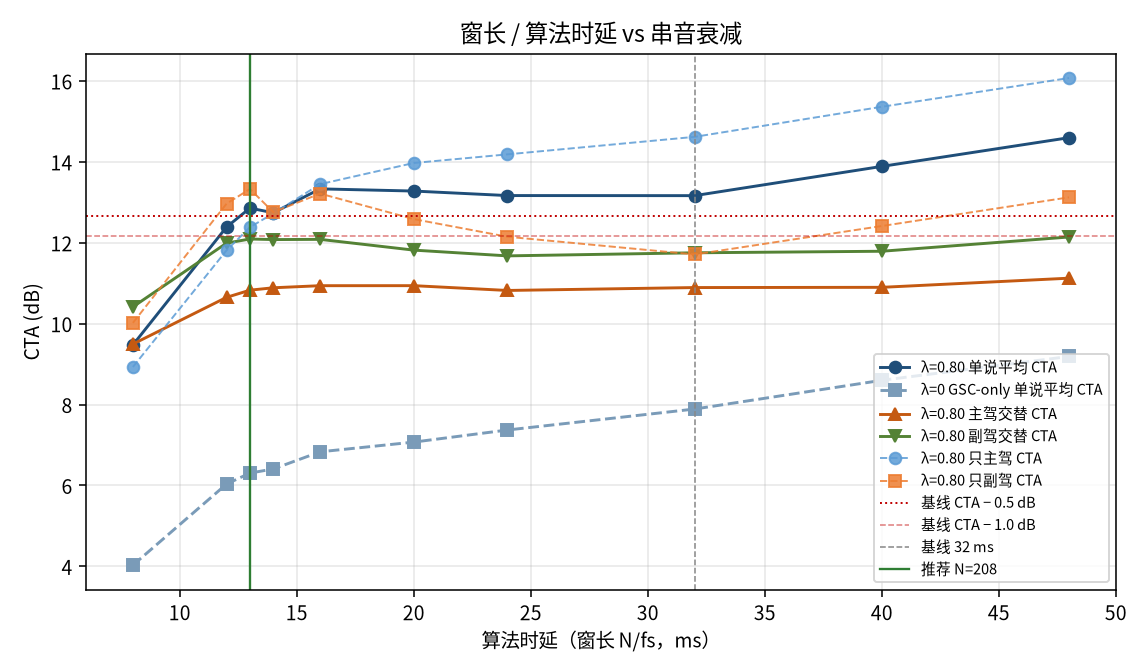 窗长 / 算法时延 vs 串音衰减
CTA (dB)
16
14
12
10
8
6
4
λ=0.80 单说平均 CTA
λ=0 GSC-only 单说平均 CTA
λ=0.80 主驾交替 CTA
λ=0.80 副驾交替 CTA
λ=0.80 只主驾 CTA
λ=0.80 只副驾 CTA
基线 CTA − 0.5 dB
基线 CTA − 1.0 dB
基线 32 ms
推荐 N=208
10 15 20 25 30 35 40 45 50
算法时延（窗长 N/fs，ms）